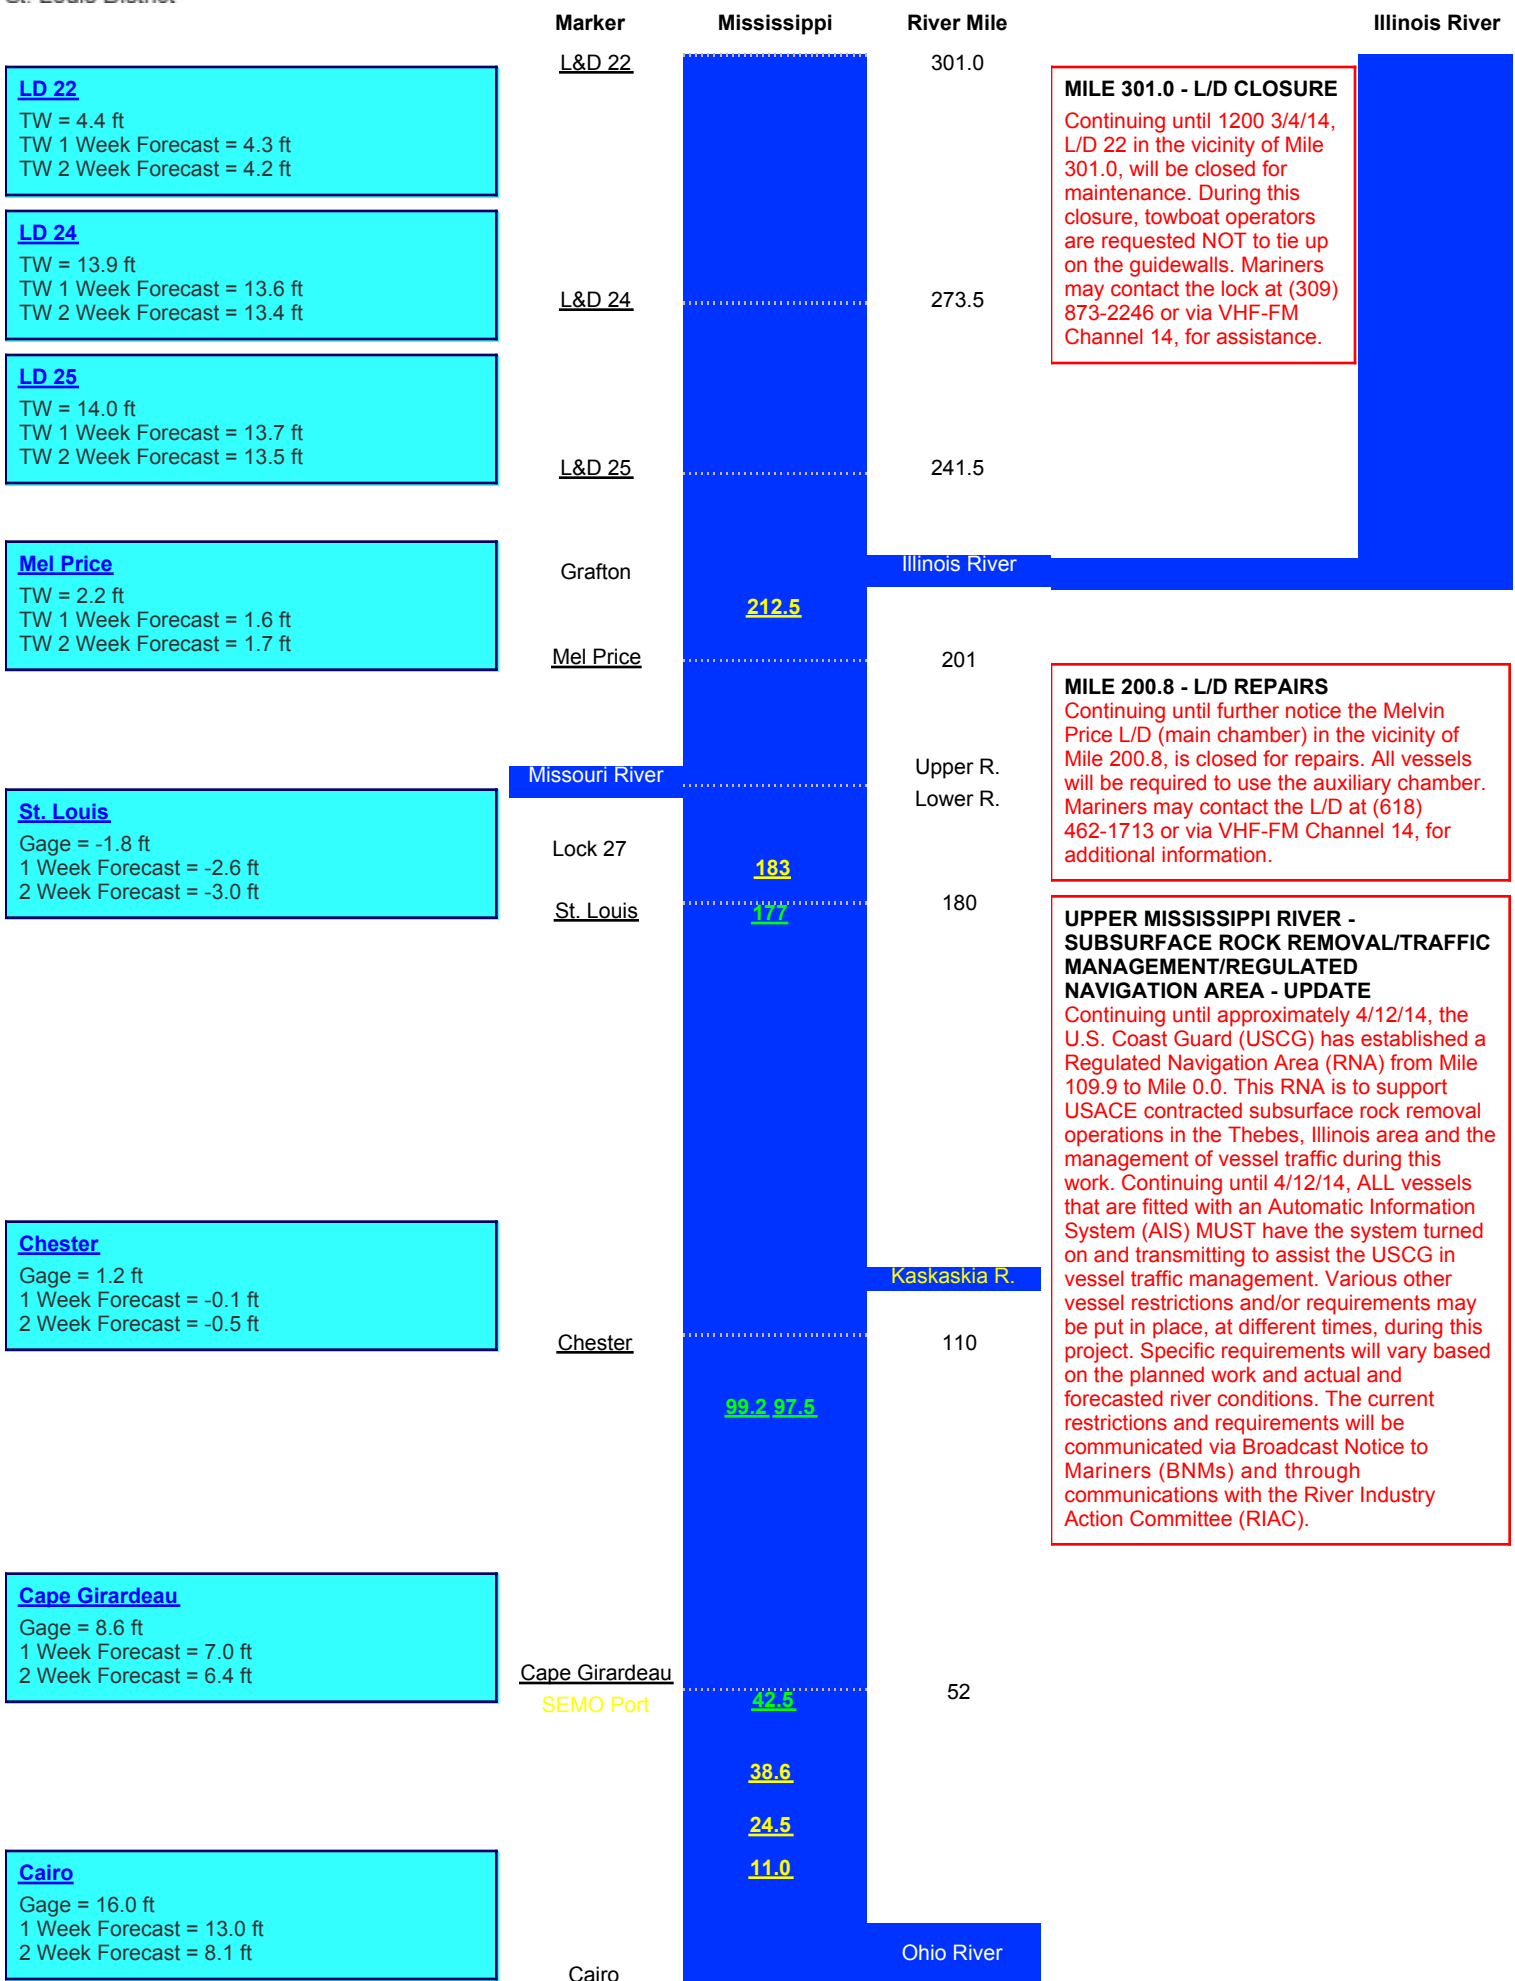 St. Louis District
Marker Mississippi River Mile Illinois River
L&D 22 301.0
LD 22
TW = 4.4 ft
TW 1 Week Forecast = 4.3 ft
TW 2 Week Forecast = 4.2 ft
MILE 301.0 - L/D CLOSURE
Continuing until 1200 3/4/14,
L/D 22 in the vicinity of Mile
301.0, will be closed for
maintenance. During this
closure, towboat operators
are requested NOT to tie up
on the guidewalls. Mariners
may contact the lock at (309)
873-2246 or via VHF-FM
Channel 14, for assistance.
LD 24
TW = 13.9 ft
TW 1 Week Forecast = 13.6 ft
TW 2 Week Forecast = 13.4 ft
L&D 24 273.5
LD 25
TW = 14.0 ft
TW 1 Week Forecast = 13.7 ft
TW 2 Week Forecast = 13.5 ft
L&D 25 241.5
Mel Price
TW = 2.2 ft
TW 1 Week Forecast = 1.6 ft
TW 2 Week Forecast = 1.7 ft
Grafton Illinois River
212.5
Mel Price 201
MILE 200.8 - L/D REPAIRS
Continuing until further notice the Melvin
Price L/D (main chamber) in the vicinity of
Mile 200.8, is closed for repairs. All vessels
will be required to use the auxiliary chamber.
Mariners may contact the L/D at (618)
462-1713 or via VHF-FM Channel 14, for
additional information.
Missouri River Upper R.
Lower R.
St. Louis
Gage = -1.8 ft
1 Week Forecast = -2.6 ft
2 Week Forecast = -3.0 ft
Lock 27
183
St. Louis 180
177
UPPER MISSISSIPPI RIVER -
SUBSURFACE ROCK REMOVAL/TRAFFIC
MANAGEMENT/REGULATED
NAVIGATION AREA - UPDATE
Continuing until approximately 4/12/14, the
U.S. Coast Guard (USCG) has established a
Regulated Navigation Area (RNA) from Mile
109.9 to Mile 0.0. This RNA is to support
USACE contracted subsurface rock removal
operations in the Thebes, Illinois area and the
management of vessel traffic during this
work. Continuing until 4/12/14, ALL vessels
that are fitted with an Automatic Information
System (AIS) MUST have the system turned
on and transmitting to assist the USCG in
vessel traffic management. Various other
vessel restrictions and/or requirements may
be put in place, at different times, during this
project. Specific requirements will vary based
on the planned work and actual and
forecasted river conditions. The current
restrictions and requirements will be
communicated via Broadcast Notice to
Mariners (BNMs) and through
communications with the River Industry
Action Committee (RIAC).
Chester
Gage = 1.2 ft
1 Week Forecast = -0.1 ft
2 Week Forecast = -0.5 ft
Kaskaskia R.
Chester 110
99.2 97.5
Cape Girardeau
Gage = 8.6 ft
1 Week Forecast = 7.0 ft
2 Week Forecast = 6.4 ft
Cape Girardeau 52
SEMO Port 42.5
38.6
24.5
11.0
Cairo
Gage = 16.0 ft
1 Week Forecast = 13.0 ft
2 Week Forecast = 8.1 ft
Ohio River
Cairo